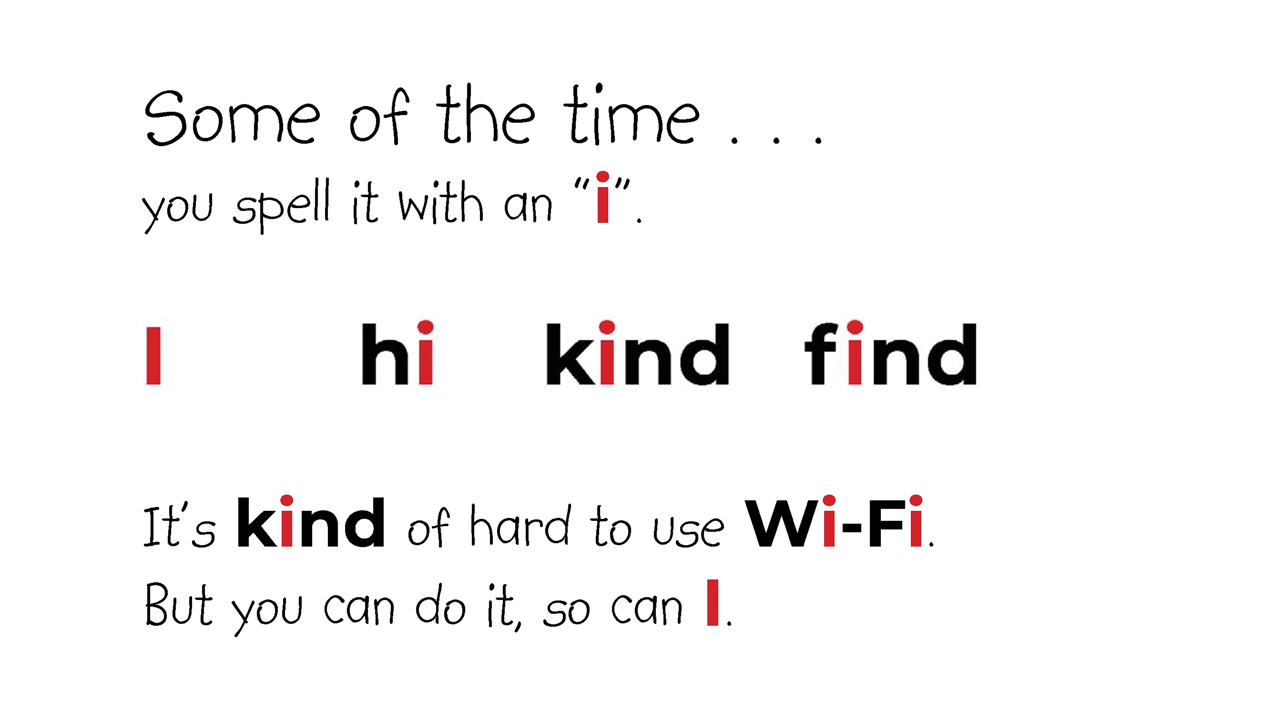 Some of the time . . .
you spell it with an “i”.
I hi kind find
It's kind of hard to use Wi-Fi.
But you can do it, so can I.